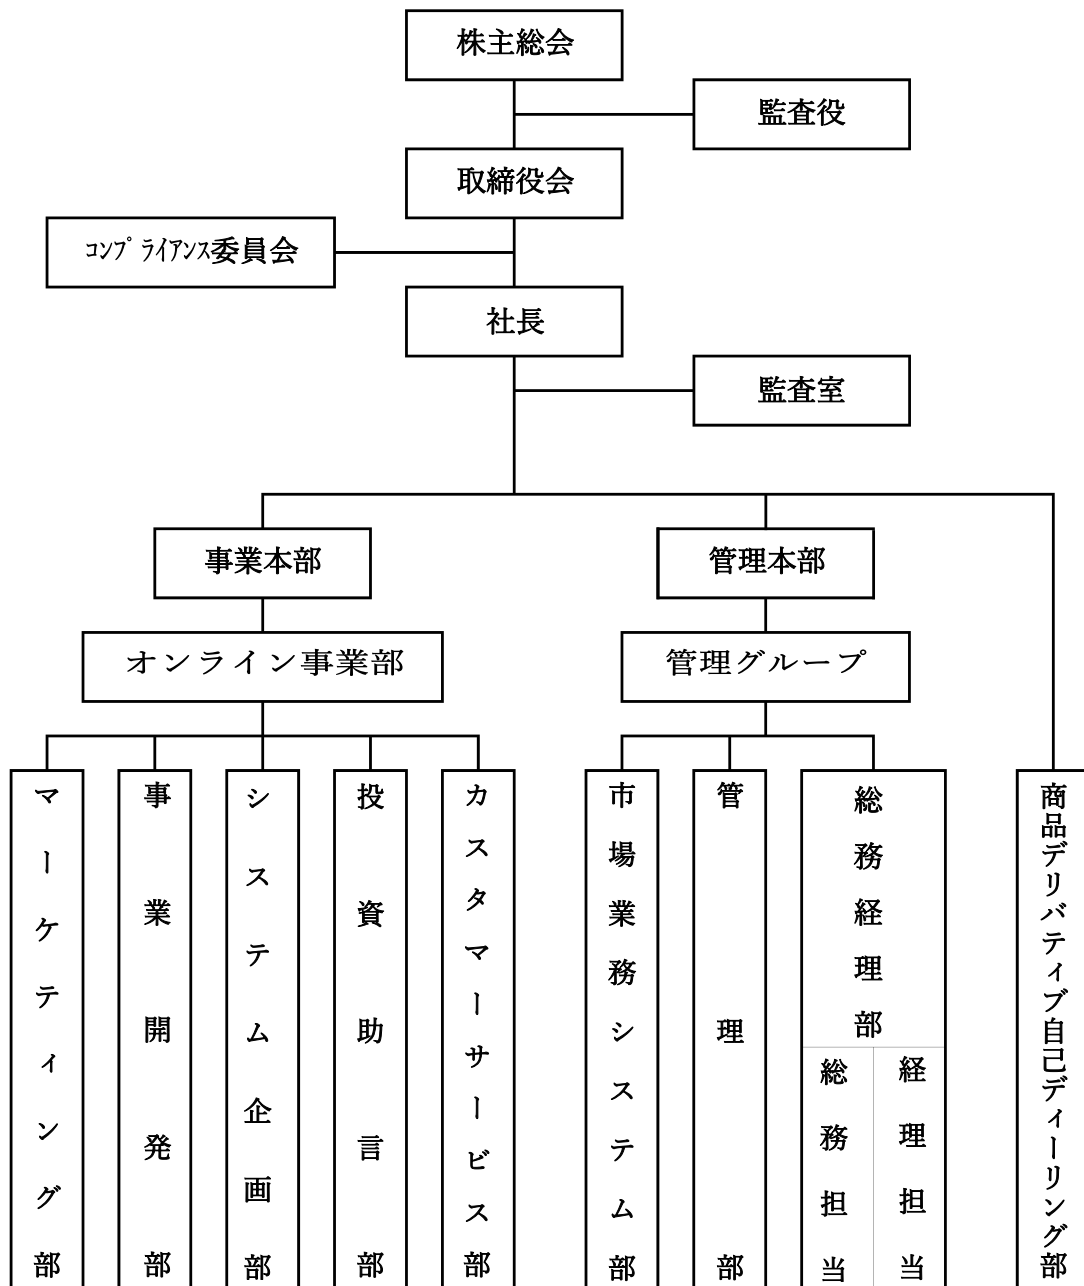 株主総会
監査役
取締役会
ｺﾝﾌﾟﾗｲｱﾝｽ委員会
社長
監査室
事業本部
管理本部
オンライン事業部
管理グループ
マーケティング部
事業開発部
システム企画部
投資助言部
カスタマーサービス部
市場業務システム部
管理部
総務経理部
総務担当
経理担当
商品デリバティブ自己ディーリング部